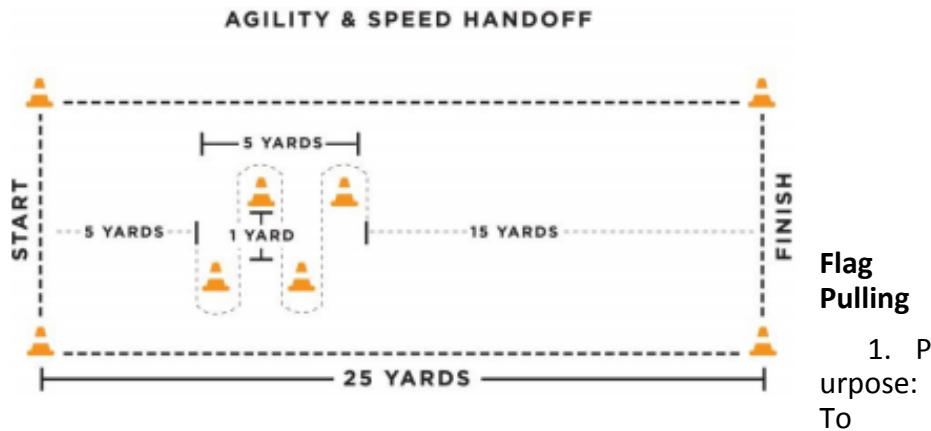 AGILITY & SPEED HANDOFF
5 YARDS
START
5 YARDS
1 YARD
15 YARDS
FINISH
25 YARDS
Flag
Pulling
1. P
urpose:
To